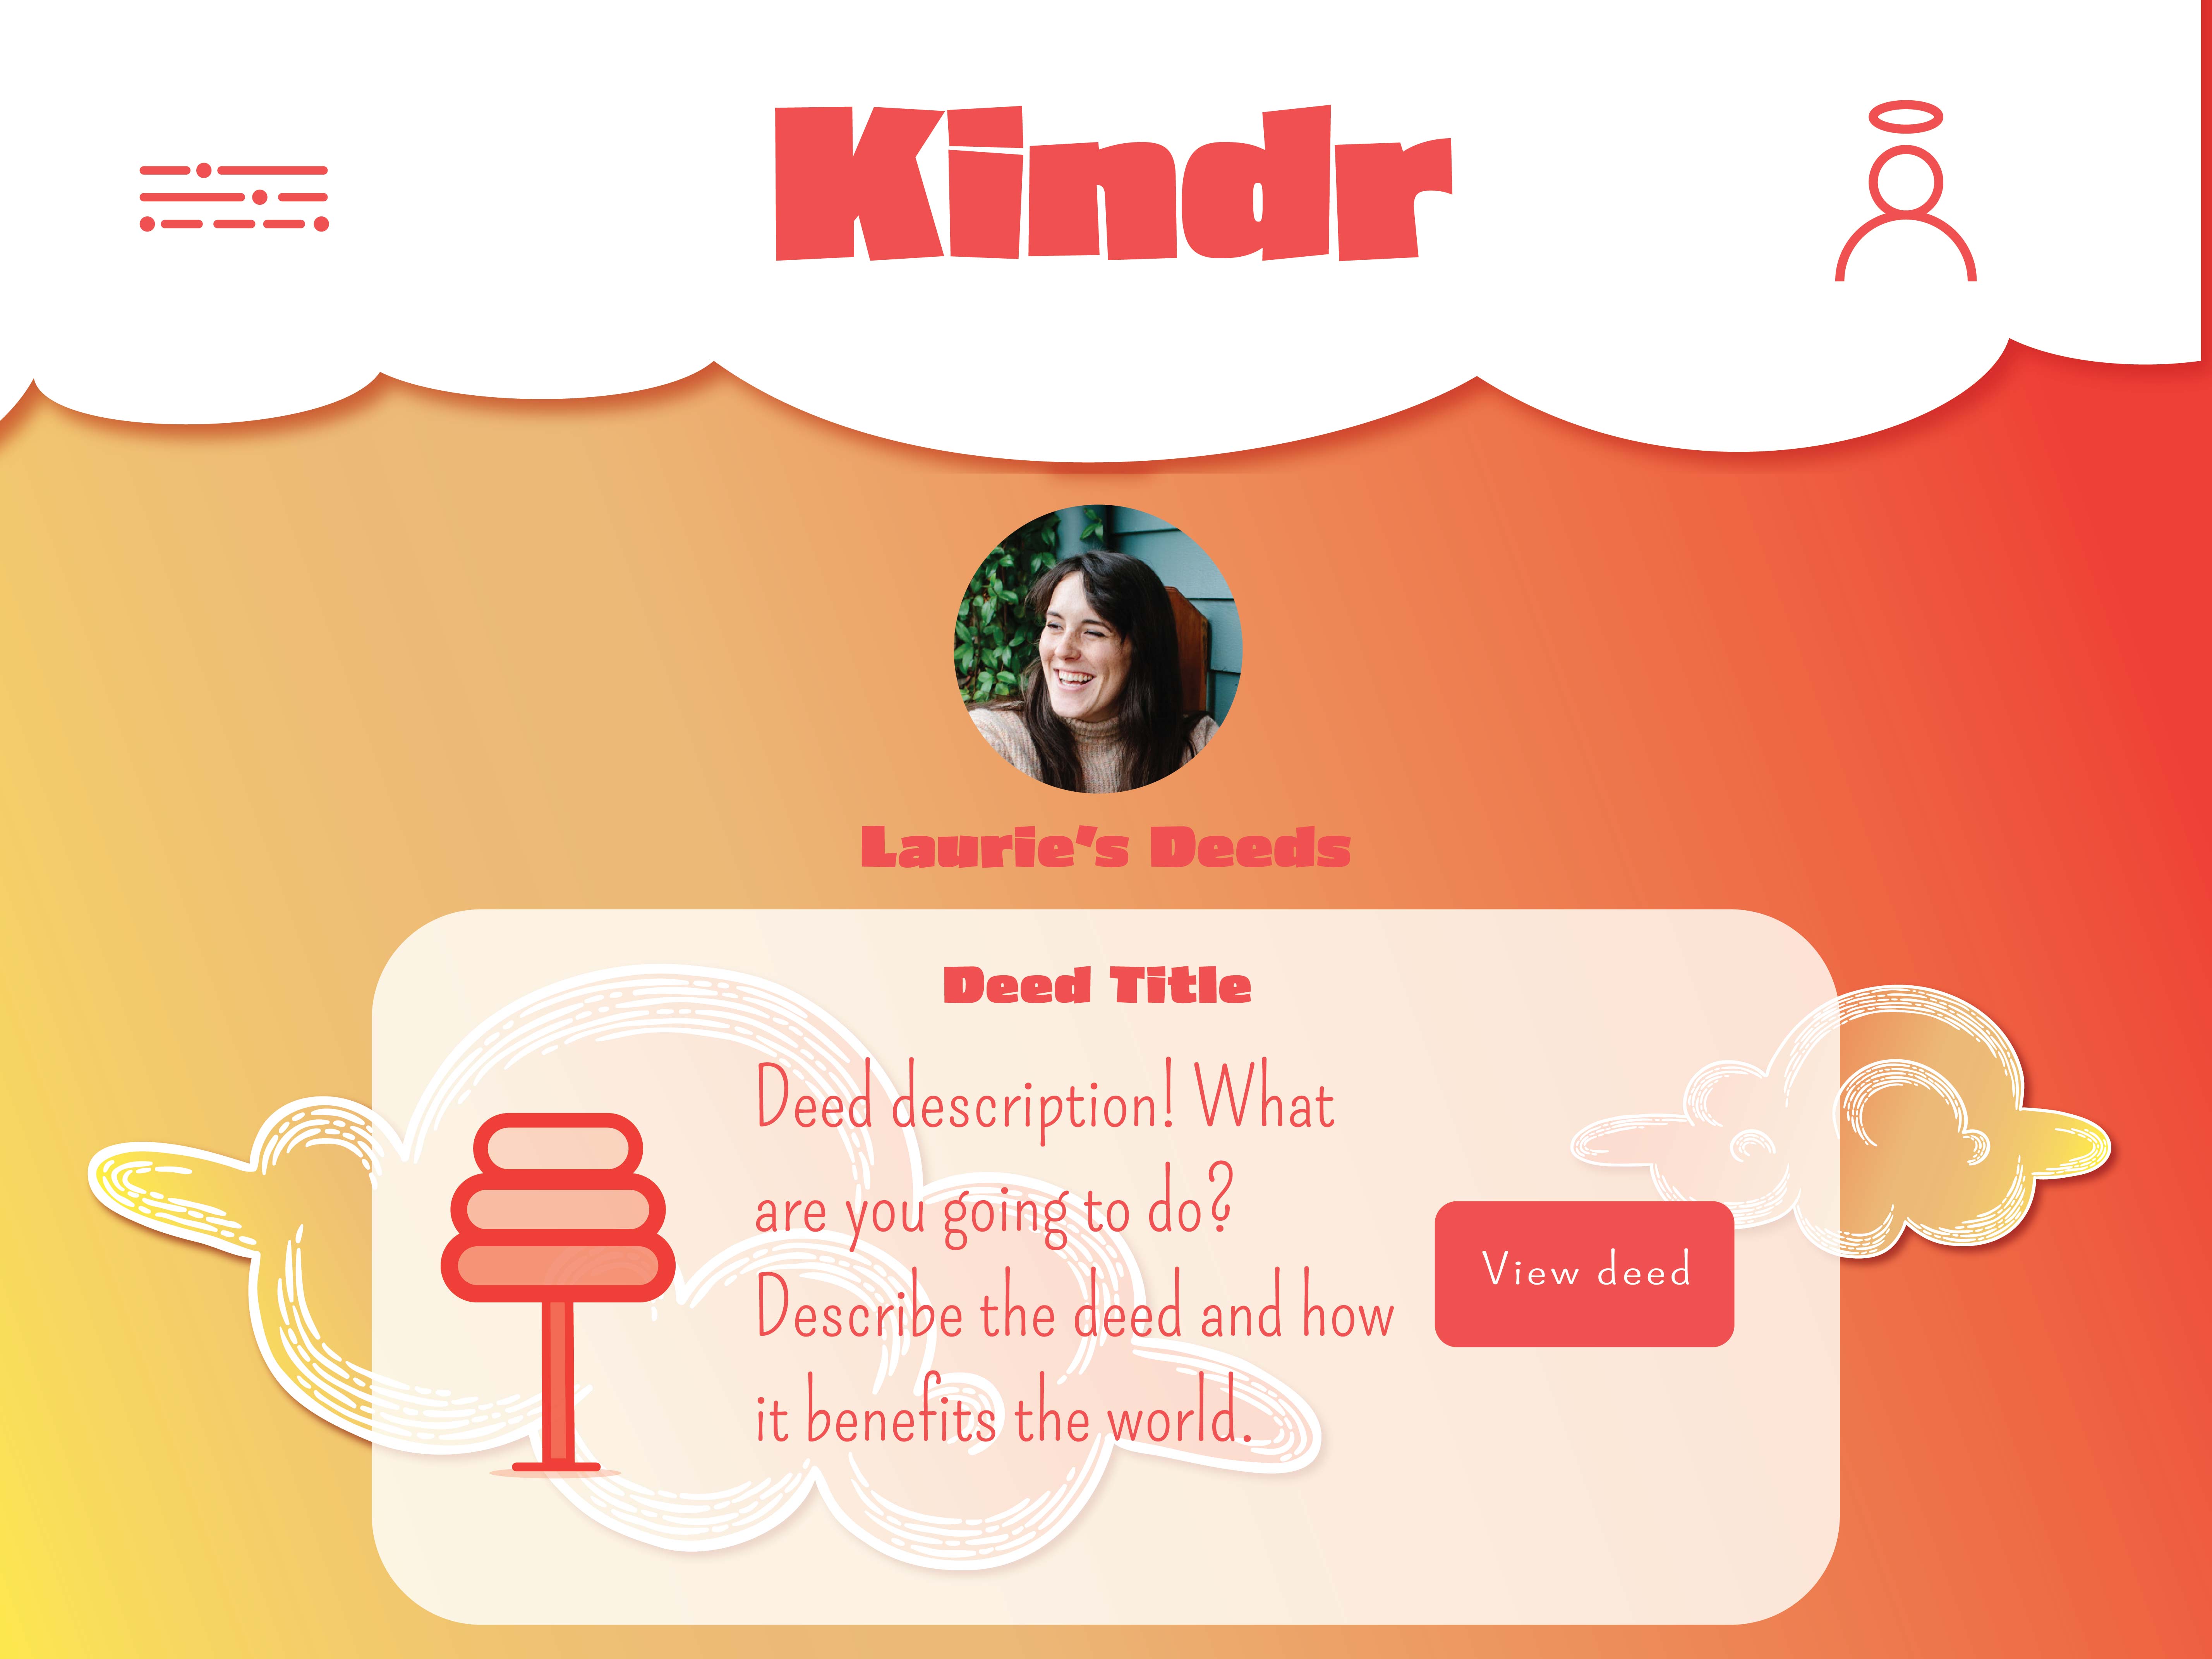 Kindr
Laurie's Deeds
Deed Title
Deed description! What
are you going to do?
Describe the deed and how
it benefits the world.
View deed